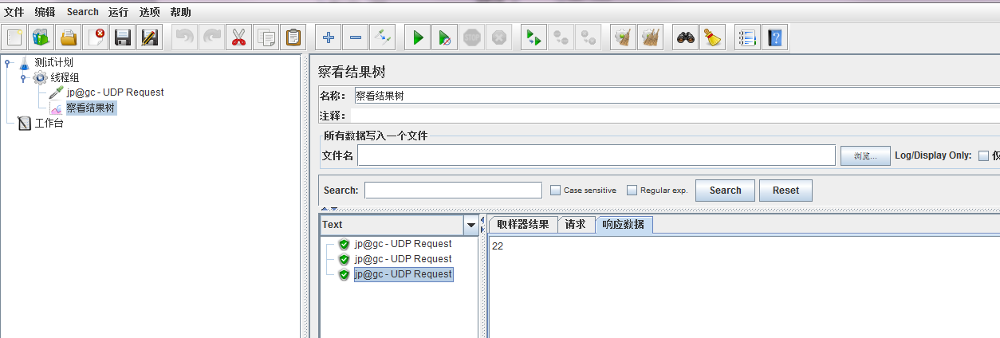 文件 编辑 Search 运行 选项 帮助
STOP
测试计划
线程组
jp@gc - UDP Request
察看结果树
工作台
察看结果树
名称： 察看结果树
注释：
所有数据写入一个文件
文件名 浏览... Log/Display Only:
Search: Case sensitive Regular exp. Search Reset
Text
取样器结果 请求 响应数据
jp@gc - UDP Request
jp@gc - UDP Request
jp@gc - UDP Request
22